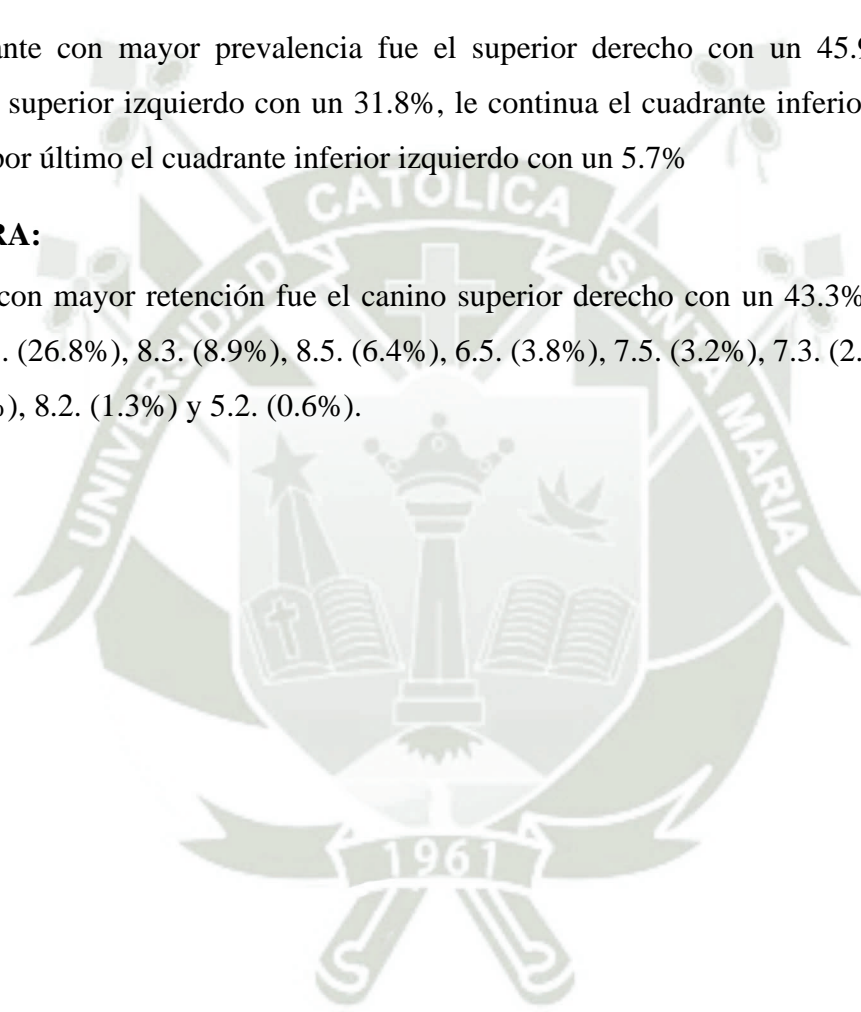 ante con mayor prevalencia fue el superior derecho con un 45.9
superior izquierdo con un 31.8%, le continua el cuadrante inferio
por último el cuadrante inferior izquierdo con un 5.7%
RA:
con mayor retención fue el canino superior derecho con un 43.3%
. (26.8%), 8.3. (8.9%), 8.5. (6.4%), 6.5. (3.8%), 7.5. (3.2%), 7.3. (2.
), 8.2. (1.3%) y 5.2. (0.6%).
UNIVERSIDAD CATOLICA SANTA MARIA
1961